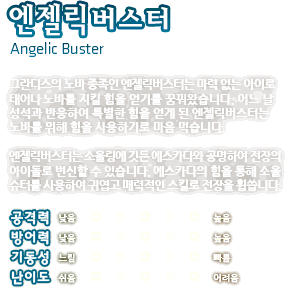 엔젤릭버스터
Angelic Buster
그란디스의 노바 종족인 엔젤릭버스터는 마력 없는 아이로
태어나 노바를 지킬 힘을 얻기를 꿈꿔왔습니다. 어느 날
성석과 반응하여 특별한 힘을 얻게 된 엔젤릭버스터는
노바를 위해 힘을 사용하기로 마음 먹습니다.
엔젤릭버스터는 소울링에 깃든 에스카다와 공명하여 전장의
아이돌로 변신할 수 있습니다. 에스카다의 힘을 통해 소울
슈터를 사용하여 귀엽고 매력적인 스킬로 전장을 휩씁니다.
공격력 낮음 높음
방어력 낮음 높음
기동성 느림 빠름
난이도 쉬움 어려움